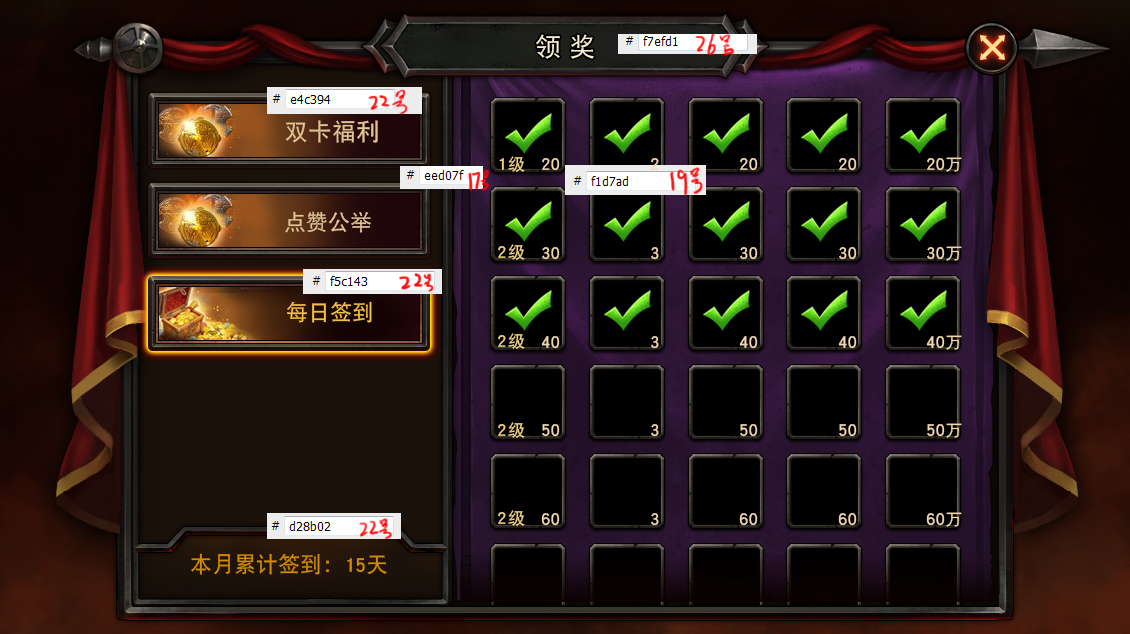 领奖
# f7efd1 26号
# e4c394 22号
双卡福利
# eed07f 17号
点赞公举
# f5c143 22号
每日签到
# d28b02 22号
本月累计签到：15天
1级 20 2 20 20 20万
# f1d7ad 19号
2级 30 3 30 30 30万
2级 40 3 40 40 40万
2级 50 3 50 50 50万
2级 60 3 60 60 60万